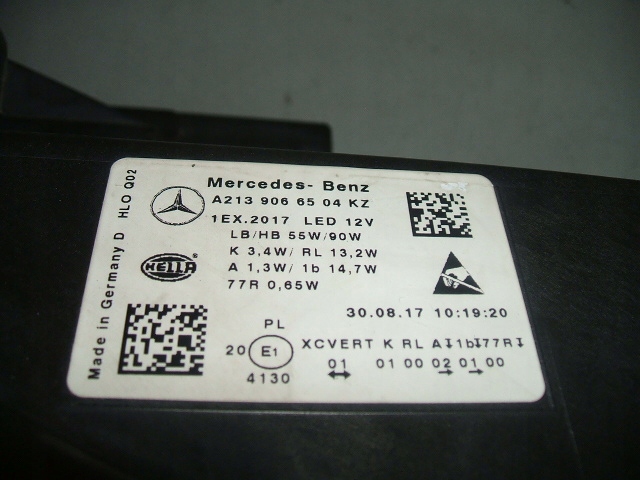 Mercedes- Benz
A213 906 65 04 KZ
1EX.2017 LED 12V
LB/HB 55W/90W
K 3,4W/ RL 13,2W
A 1,3W/ 1b 14,7W
77R 0,65W
HELLA
Made in Germany D HLO Q02
30.08.17 10:19:20
PL
20 E1 XCVERT K RL A 1b 77R
4130 01 01 00 02 01 00